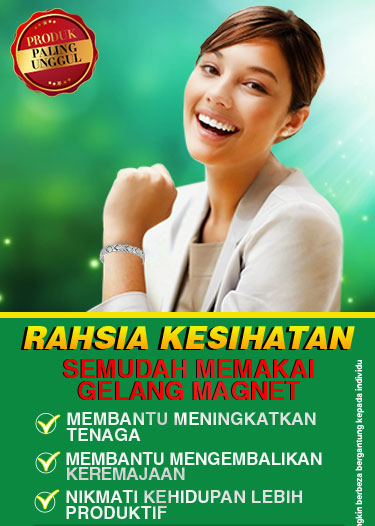 PRODUK
PALING
UNGGUL
RAHSIA KESIHATAN
SEMUDAH MEMAKAI
GELANG MAGNET
MEMBANTU MENINGKATKAN
TENAGA
MEMBANTU MENGEMBALIKAN
KEREMAJAAN
NIKMATI KEHIDUPAN LEBIH
PRODUKTIF
berbeza bergantung kepada individu